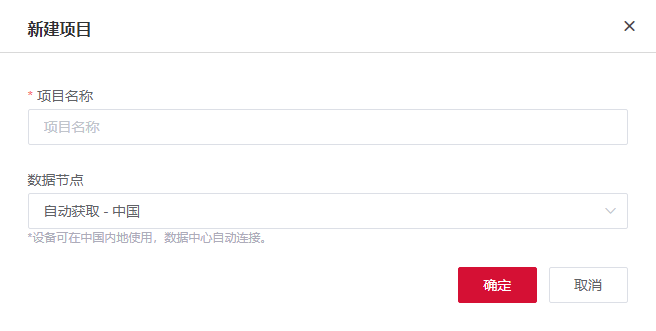 新建项目
* 项目名称
项目名称
数据节点
自动获取 - 中国
*设备可在中国内地使用，数据中心自动连接。
确定 取消